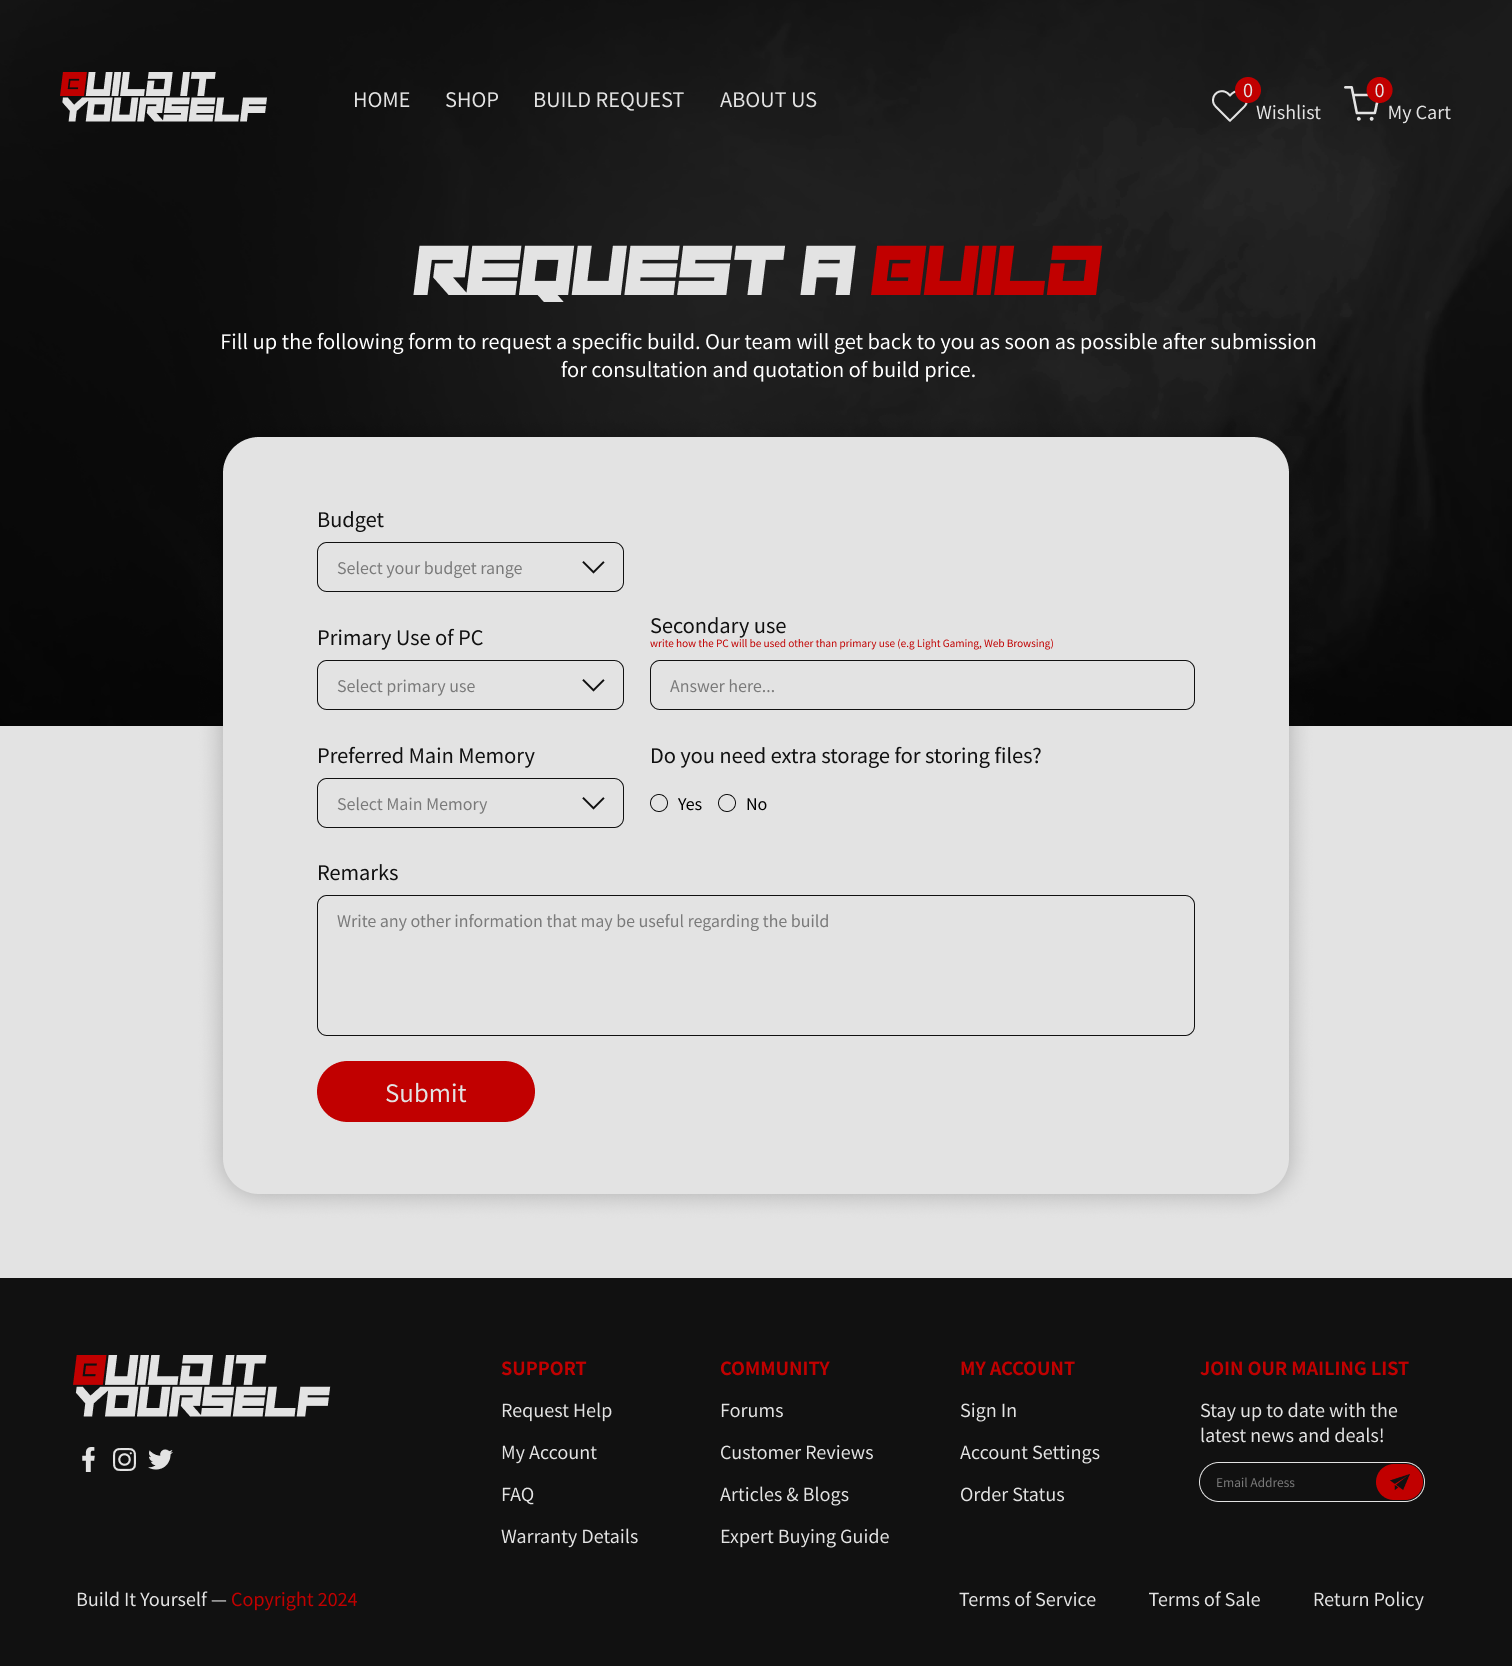 BUILD IT
YOURSELF
HOME SHOP BUILD REQUEST ABOUT US
0
Wishlist
0
My Cart
REQUEST A BUILD
Fill up the following form to request a specific build. Our team will get back to you as soon as possible after submission
for consultation and quotation of build price.
Budget
Select your budget range
Primary Use of PC
Select primary use
Secondary use
write how the PC will be used other than primary use (e.g Light Gaming, Web Browsing)
Answer here...
Preferred Main Memory
Select Main Memory
Do you need extra storage for storing files?
Yes No
Remarks
Write any other information that may be useful regarding the build
Submit
BUILD IT
YOURSELF
SUPPORT
Request Help
My Account
FAQ
Warranty Details
COMMUNITY
Forums
Customer Reviews
Articles & Blogs
Expert Buying Guide
MY ACCOUNT
Sign In
Account Settings
Order Status
JOIN OUR MAILING LIST
Stay up to date with the
latest news and deals!
Email Address
Build It Yourself — Copyright 2024
Terms of Service Terms of Sale Return Policy